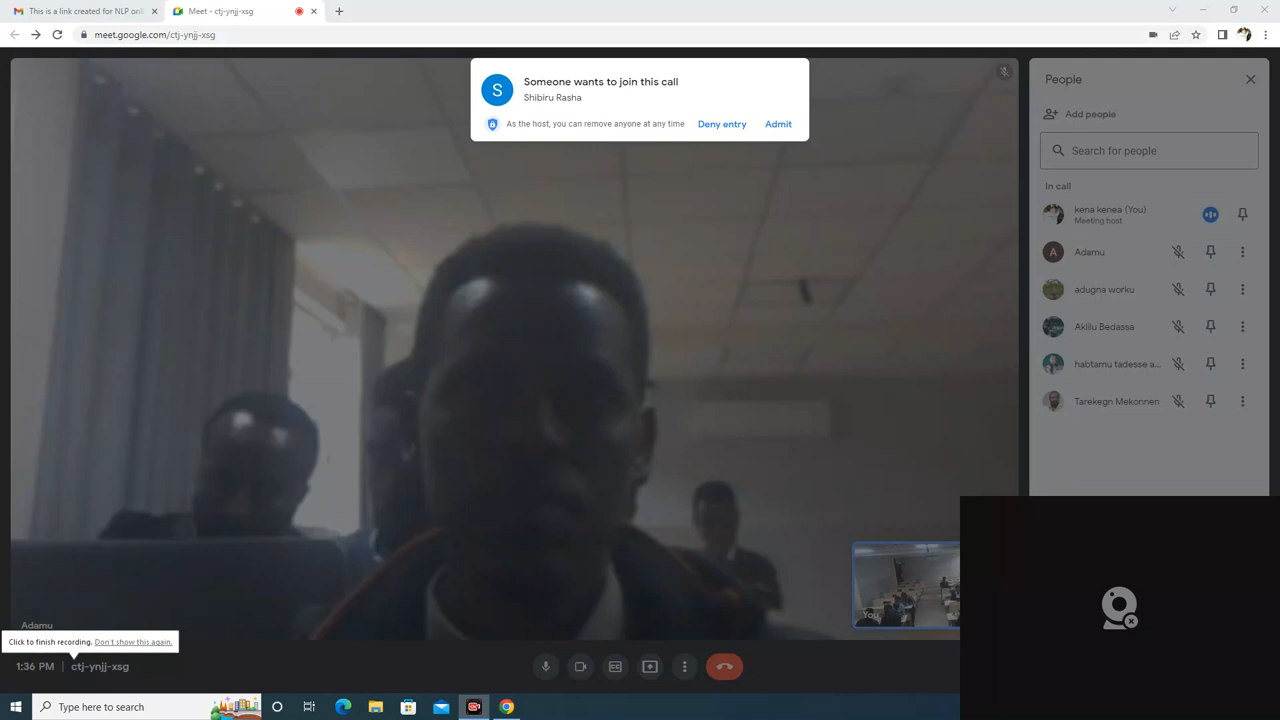 This is a link created for NLP onl
Meet - ctj-ynjj-xsg
meet.google.com/ctj-ynjj-xsg
S
Someone wants to join this call
Shibiru Rasha
As the host, you can remove anyone at any time
Deny entry
Admit
People
Add people
Search for people
In call
kena kenea (You)
Meeting host
A
Adamu
adugna worku
Aklilu Bedassa
habtamu tadesse a...
Tarekegn Mekonnen
You
Adamu
Click to finish recording. Don't show this again.
1:36 PM | ctj-ynjj-xsg
Type here to search